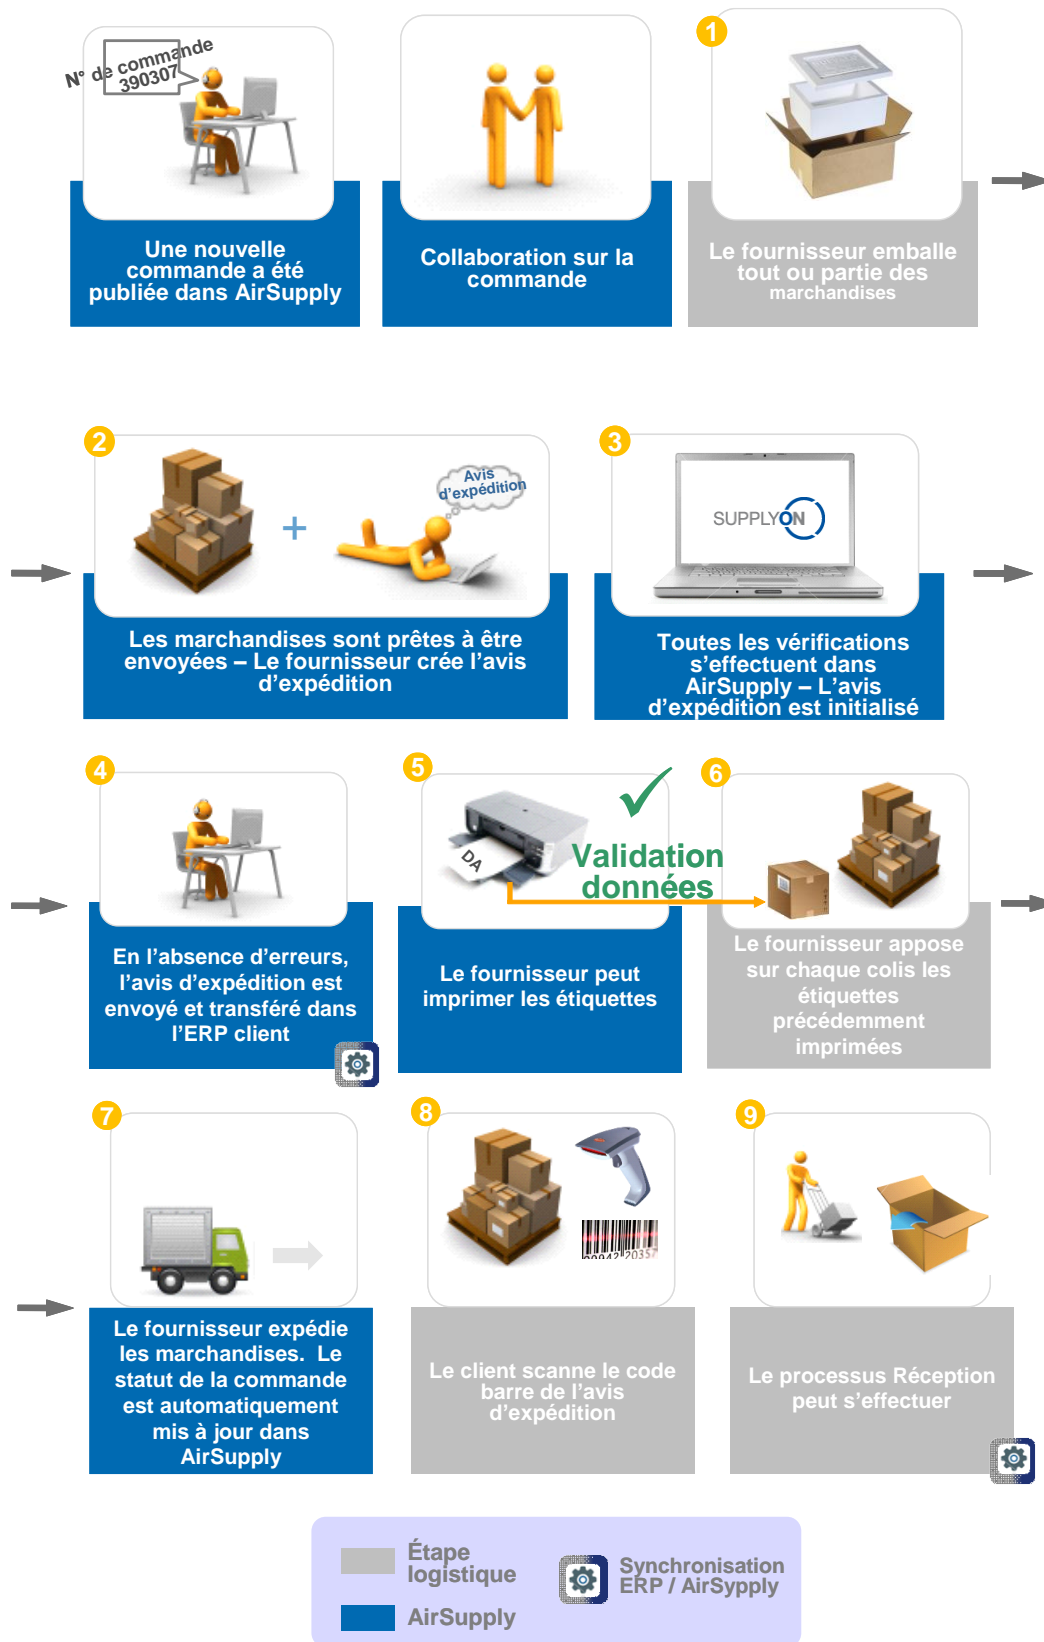 N° de commande
390307
Une nouvelle
commande a été
publiée dans AirSupply
Collaboration sur la
commande
1
Le fournisseur emballe
tout ou partie des
marchandises
2
Avis
d'expédition
+
Les marchandises sont prêtes à être
envoyées – Le fournisseur crée l'avis
d'expédition
3
SUPPLYON
Toutes les vérifications
s'effectuent dans
AirSupply – L'avis
d'expédition est initialisé
4
En l'absence d'erreurs,
l'avis d'expédition est
envoyé et transféré dans
l'ERP client
5
DA
Validation
données
Le fournisseur peut
imprimer les étiquettes
6
Le fournisseur appose
sur chaque colis les
étiquettes
précédemment
imprimées
7
Le fournisseur expédie
les marchandises. Le
statut de la commande
est automatiquement
mis à jour dans
AirSupply
8
00942 20357
Le client scanne le code
barre de l'avis
d'expédition
9
Le processus Réception
peut s'effectuer
Étape
logistique
AirSupply
Synchronisation
ERP / AirSypply